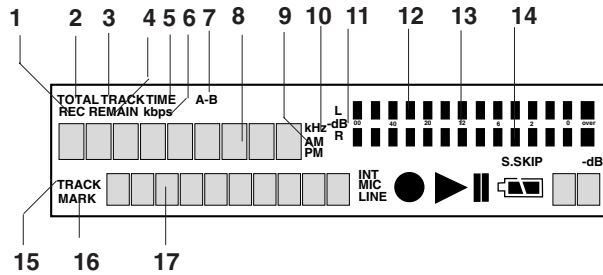 1 2 3 4 5 6 7 8 9 10 11 12 13 14
TOTAL TRACK TIME A-B
REC REMAIN kbps
kHz
AM
PM
L
-dB
R
00 40 20 12 6 2 0 over
S.SKIP -dB
TRACK
MARK
INT
MIC
LINE
15 16 17